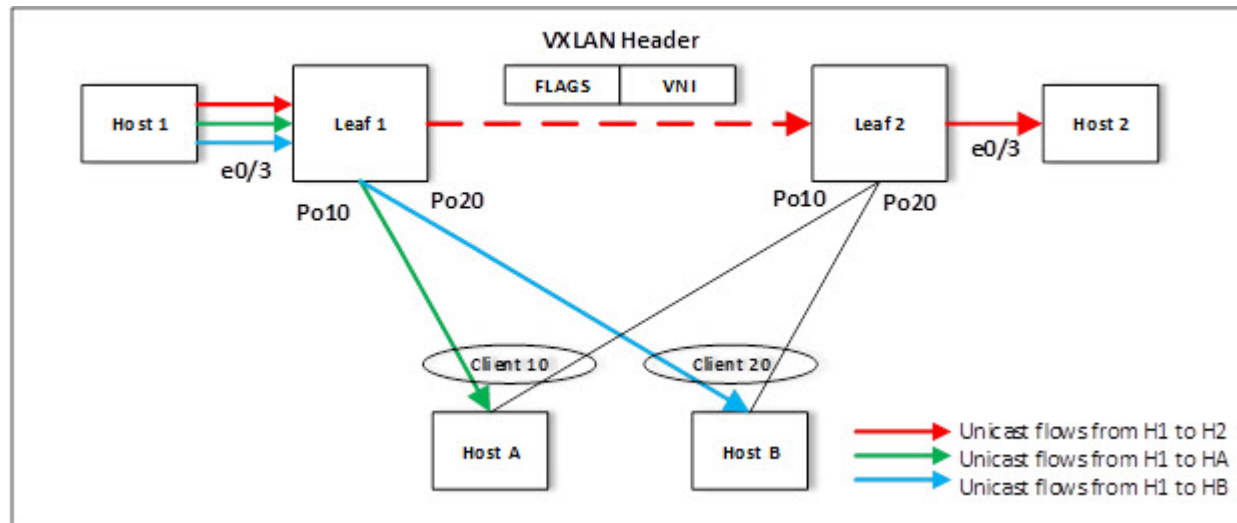 VXLAN Header
FLAGS VNI
Host 1
Leaf 1
Leaf 2
Host 2
e0/3
e0/3
Po10
Po20
Po10
Po20
Client 10
Client 20
Host A
Host B
Unicast flows from H1 to H2
Unicast flows from H1 to HA
Unicast flows from H1 to HB